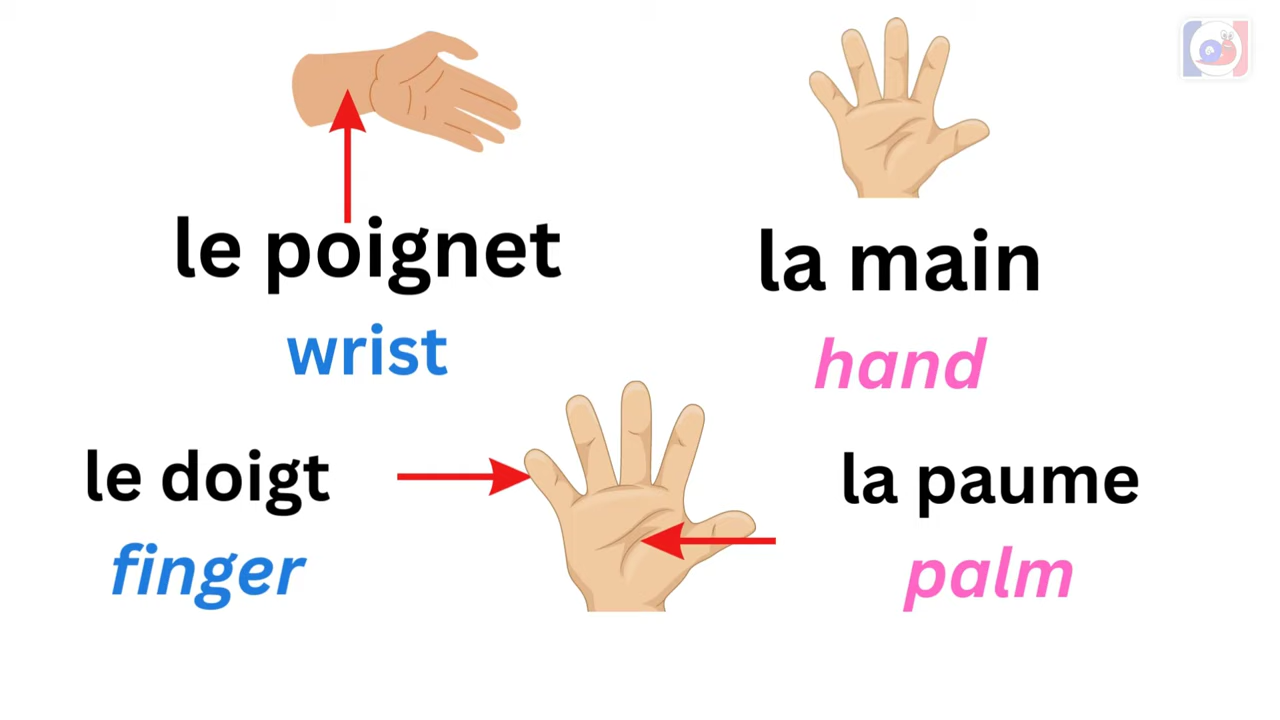 le poignet
wrist
la main
hand
le doigt
finger
la paume
palm